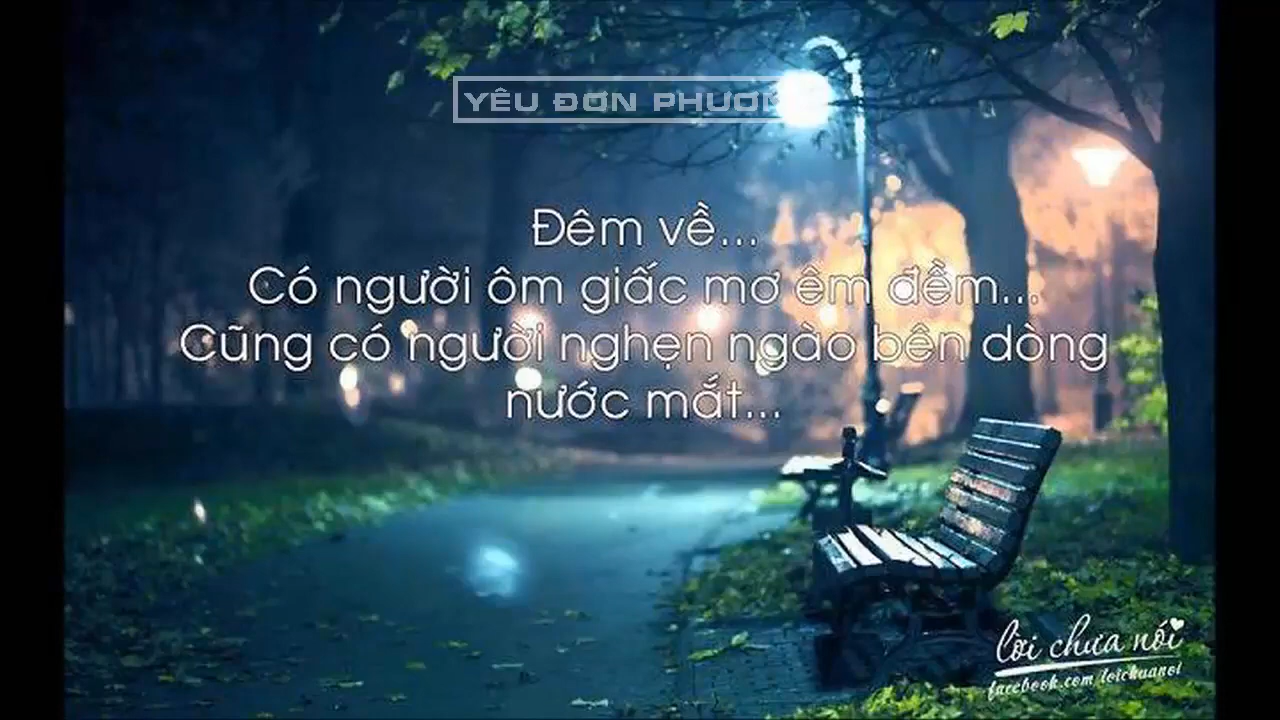 YÊU ĐƠN PHƯƠNG
Đêm về...
Có người ôm giấc mơ êm đềm...
Cũng có người nghẹn ngào bên dòng
nước mắt...
lời chưa nói
facebook.com/loichuanoi